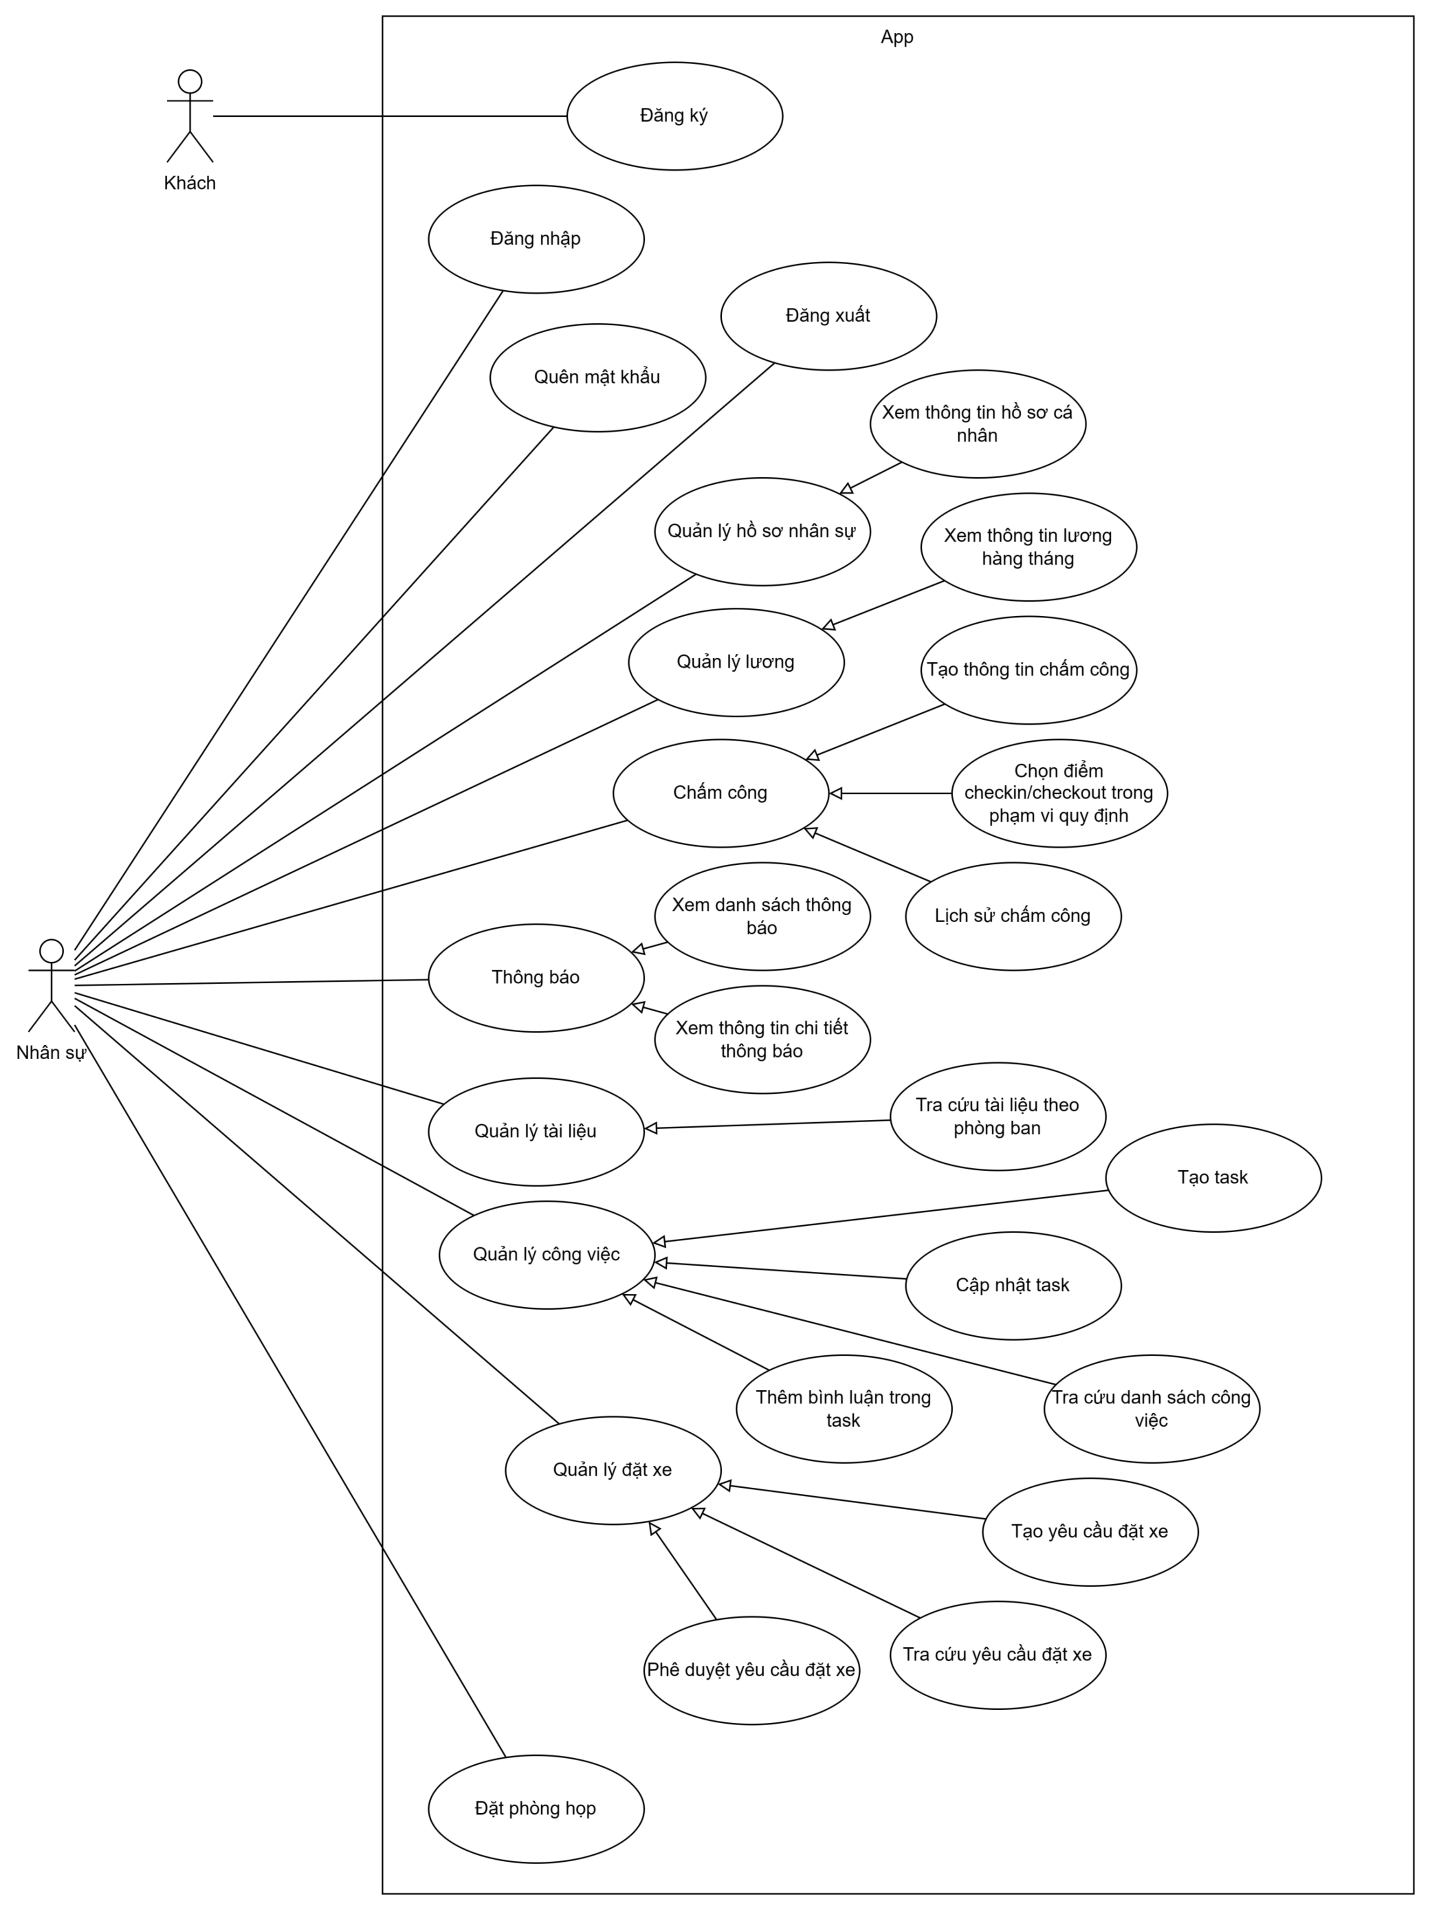 App
Đăng ký
Khách
Đăng nhập
Đăng xuất
Quên mật khẩu
Xem thông tin hồ sơ cá
nhân
Quản lý hồ sơ nhân sự
Xem thông tin lương
hàng tháng
Quản lý lương
Tạo thông tin chấm công
Chấm công
Chọn điểm
checkin/checkout trong
phạm vi quy định
Xem danh sách thông
báo
Lịch sử chấm công
Thông báo
Xem thông tin chi tiết
thông báo
Nhân sự
Quản lý tài liệu
Tra cứu tài liệu theo
phòng ban
Tạo task
Quản lý công việc
Cập nhật task
Thêm bình luận trong
task
Tra cứu danh sách công
việc
Quản lý đặt xe
Tạo yêu cầu đặt xe
Tra cứu yêu cầu đặt xe
Phê duyệt yêu cầu đặt xe
Đặt phòng họp